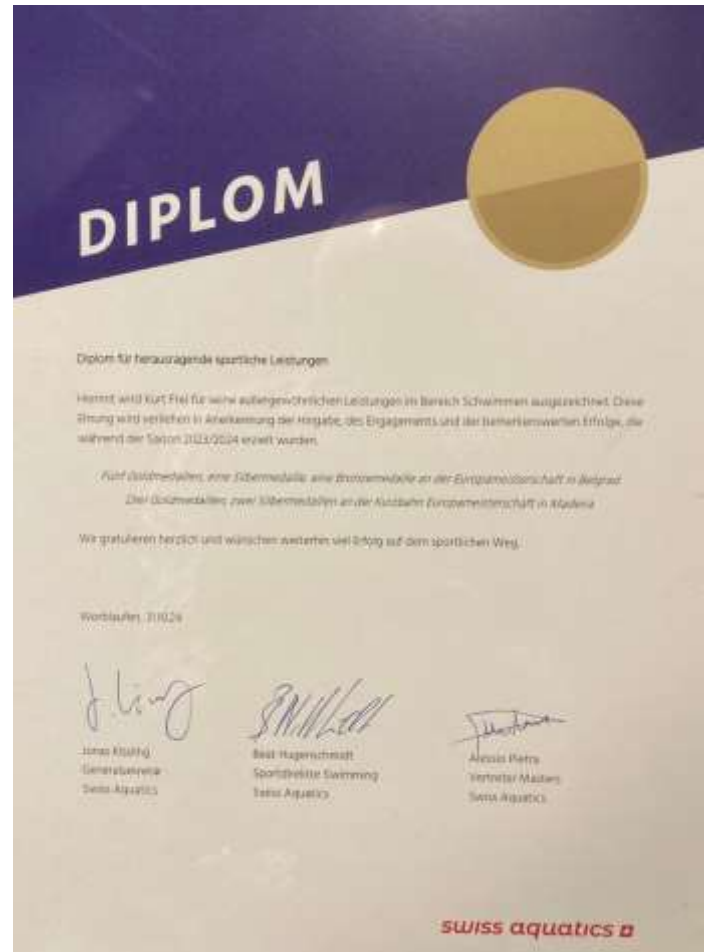 DIPLOM
Diplom für herausragende sportliche Leistungen
Hiermit wird Kurt Frei für seine außergewöhnlichen Leistungen im Bereich Schwimmen ausgezeichnet. Diese
Ehrung wird verliehen in Anerkennung der Hingabe, des Engagements und der bemerkenswerten Erfolge, die
während der Saison 2023/2024 erzielt wurden.
Fünf Goldmedaillen, eine Silbermedaille, eine Bronzemedaille an der Europameisterschaft in Belgrad
Drei Goldmedaillen, zwei Silbermedaillen an der Kurzbahn Europameisterschaft in Madeira
Wir gratulieren herzlich und wünschen weiterhin viel Erfolg auf dem sportlichen Weg.
Worblaufen,
Jonas Kissling Beat Hugenschmidt Alessio Pietra
Generalsekretär Sportdirektor Swimming Vertreter Masters
Swiss Aquatics Swiss Aquatics Swiss Aquatics
swiss aquatics